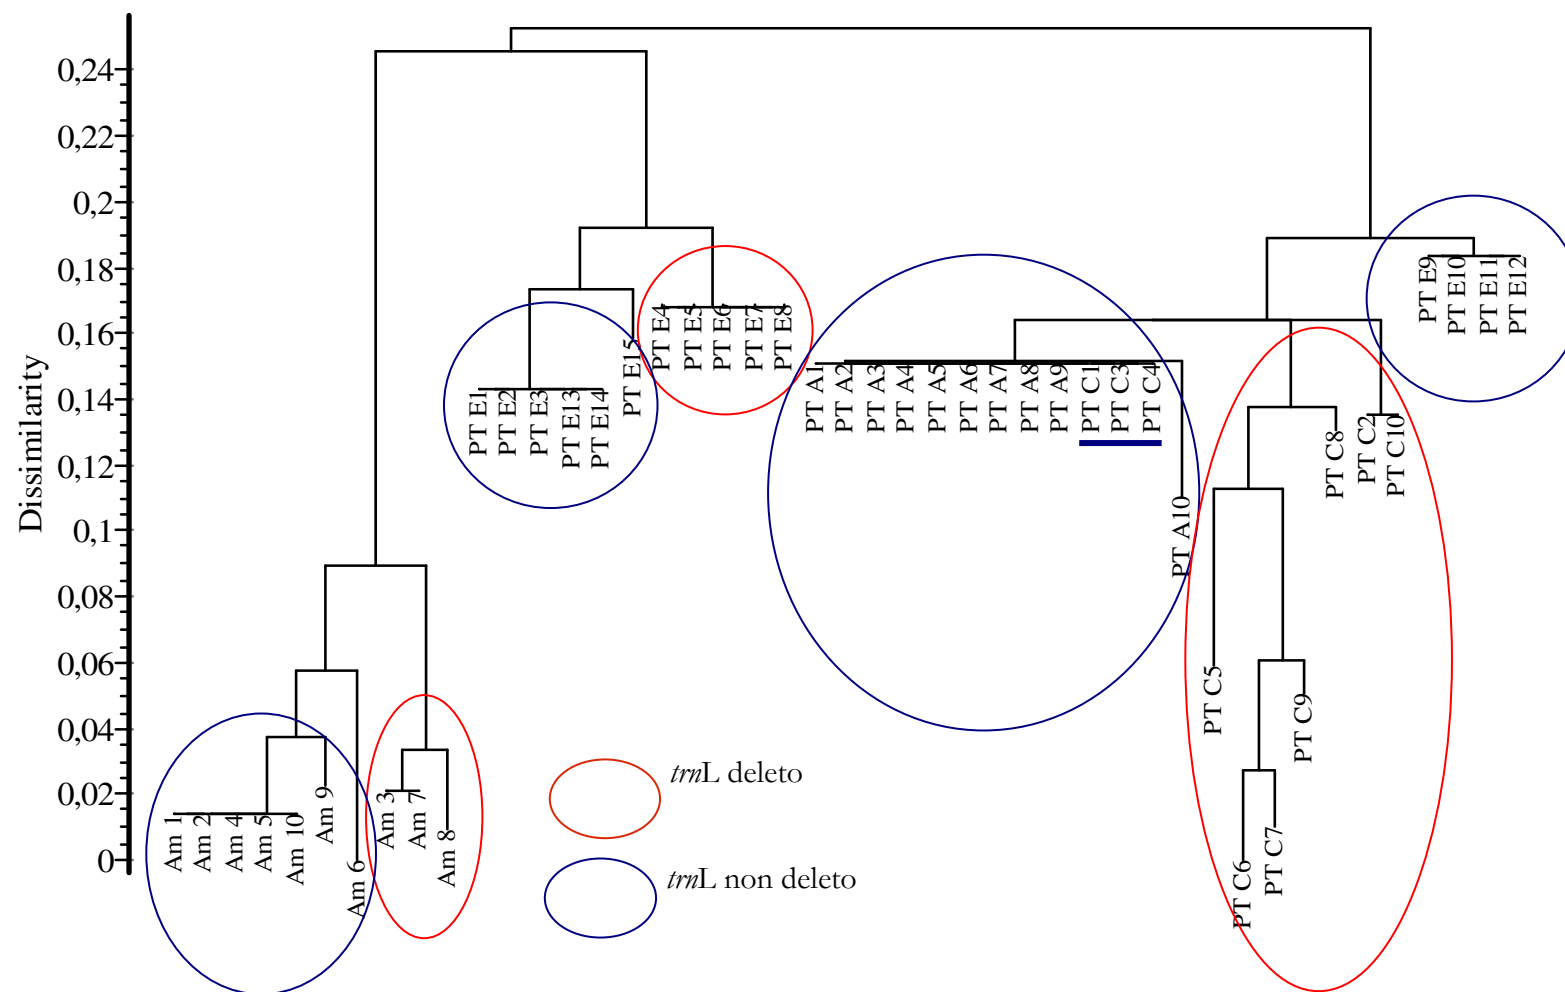 Dissimilarity
0,24
0,22
0,2
0,18
0,16
0,14
0,12
0,1
0,08
0,06
0,04
0,02
0
Am 1
Am 2
Am 4
Am 5
Am 10
Am 9
Am 6
Am 3
Am 7
Am 8
PT E1
PT E2
PT E3
PT E13
PT E14
PT E15
PT E4
PT E5
PT E6
PT E7
PT E8
PT A1
PT A2
PT A3
PT A4
PT A5
PT A6
PT A7
PT A8
PT A9
PT C1
PT C3
PT C4
PT A10
PT C5
PT C6
PT C7
PT C9
PT C8
PT C2
PT C10
PT E9
PT E10
PT E11
PT E12
trnL deleto
trnL non deleto